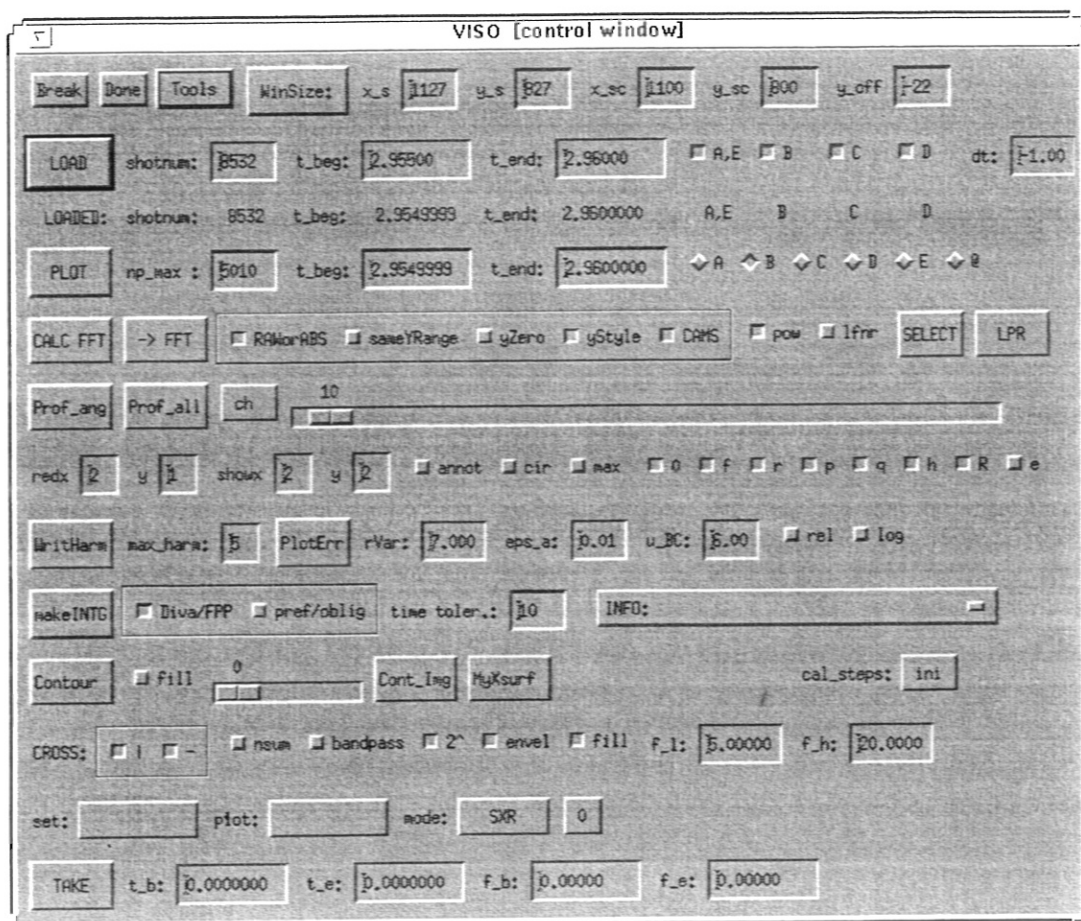 VISO [control window]
Break Done Tools WinSize: x_s 1127 y_s 827 x_sc 1100 y_sc 800 y_off -22
LOAD shotnum: 8532 t_beg: 2.95500 t_end: 2.96000 A,E B C D dt: -1.00
LOADED: shotnum: 8532 t_beg: 2.9549999 t_end: 2.9600000 A,E B C D
PLOT np_max : 5010 t_beg: 2.9549999 t_end: 2.9600000 A B C D E @
CALC FFT -> FFT RAWorABS sameYRange yZero yStyle CAMS pow lfnr SELECT LPR
Prof_ang Prof_all ch 10
redx 2 y 1 showx 2 y 2 annot cir max O f r p q h R e
WritHarm max_harm: 5 PlotErr rVar: 7.000 eps_a: 0.01 u_BC: 6.00 rel log
makeINTG Diva/FPP pref/oblig time toler.: 10 INFO:
Contour fill 0 Cont_Img MyXsurf cal_steps: ini
CROSS: | - nsum bandpass 2^ envel fill f_l: 5.00000 f_h: 20.0000
set: plot: mode: SXR 0
TAKE t_b: 0.0000000 t_e: 0.0000000 f_b: 0.00000 f_e: 0.00000